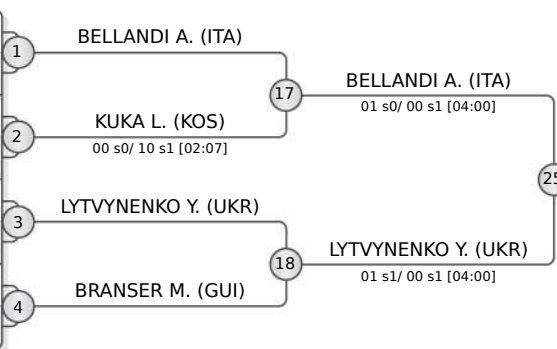 BELLANDI A. (ITA)
1
17
BELLANDI A. (ITA)
01 s0/ 00 s1 [04:00]
KUKA L. (KOS)
2
00 s0/ 10 s1 [02:07]
25
LYTVYNENKO Y. (UKR)
3
18
LYTVYNENKO Y. (UKR)
01 s1/ 00 s1 [04:00]
BRANSER M. (GUI)
4